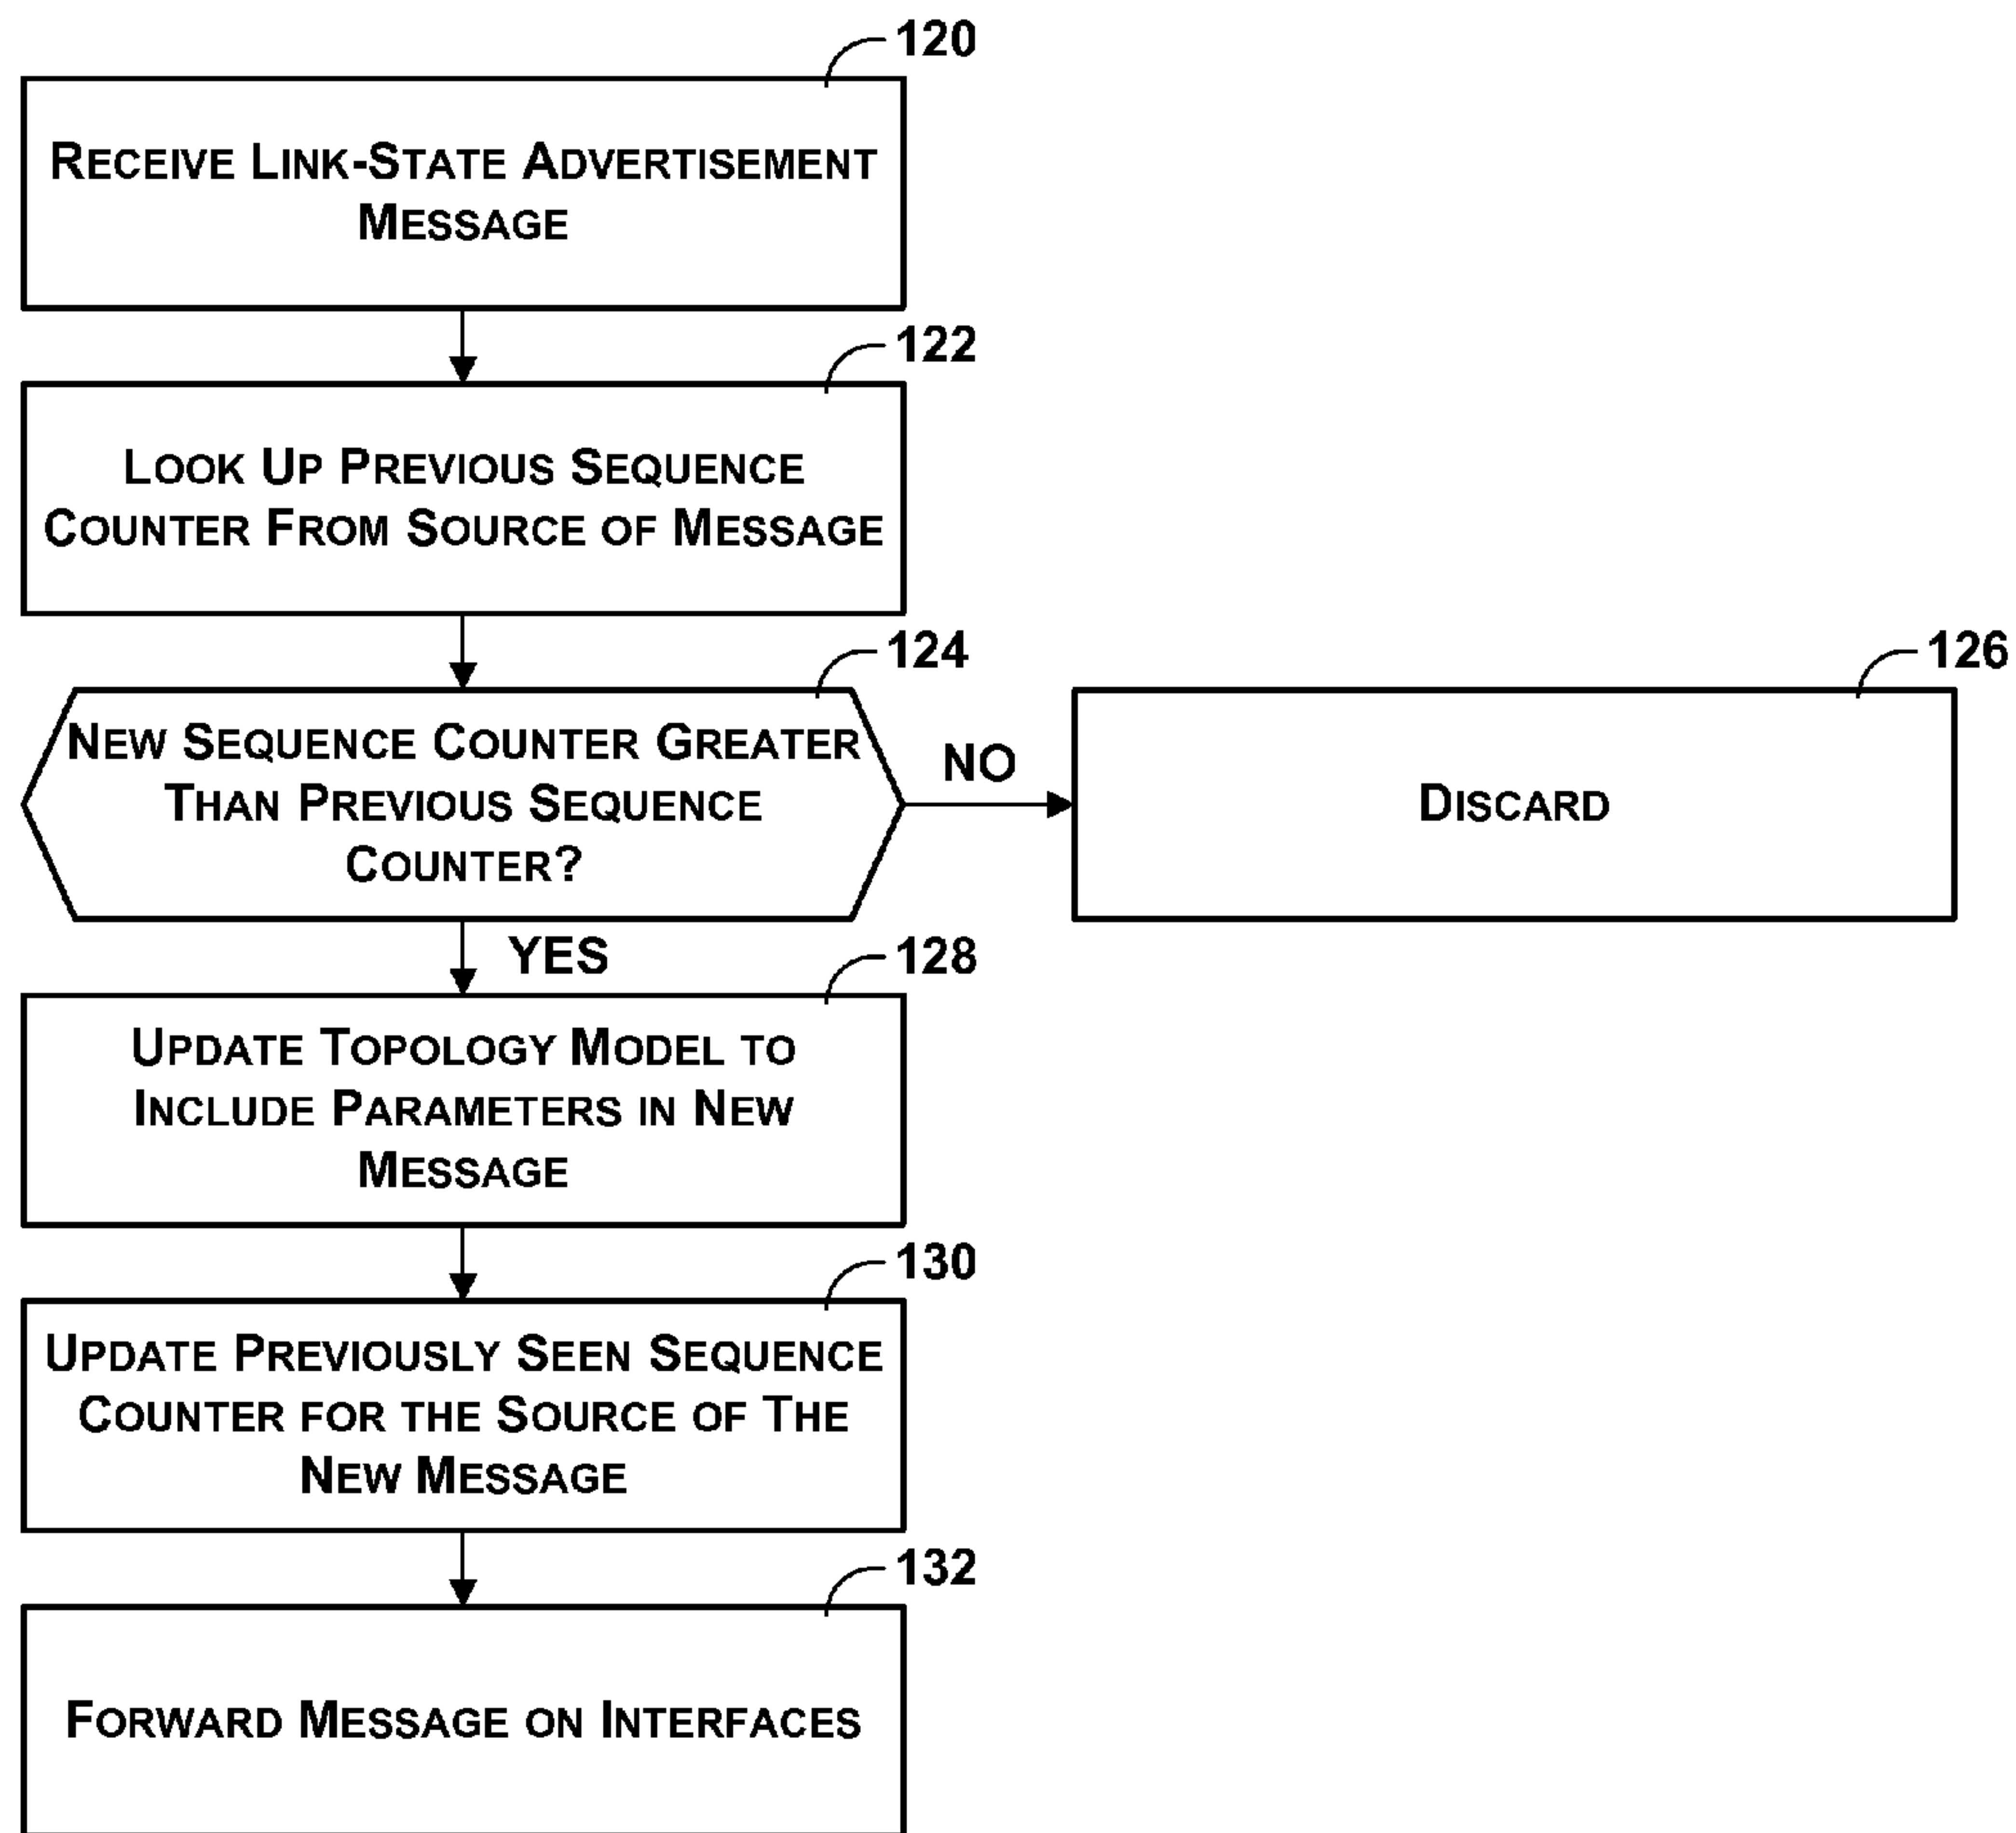 120
RECEIVE LINK-STATE ADVERTISEMENT
MESSAGE
122
LOOK UP PREVIOUS SEQUENCE
COUNTER FROM SOURCE OF MESSAGE
124
NEW SEQUENCE COUNTER GREATER
THAN PREVIOUS SEQUENCE
COUNTER?
NO
126
DISCARD
YES
128
UPDATE TOPOLOGY MODEL TO
INCLUDE PARAMETERS IN NEW
MESSAGE
130
UPDATE PREVIOUSLY SEEN SEQUENCE
COUNTER FOR THE SOURCE OF THE
NEW MESSAGE
132
FORWARD MESSAGE ON INTERFACES